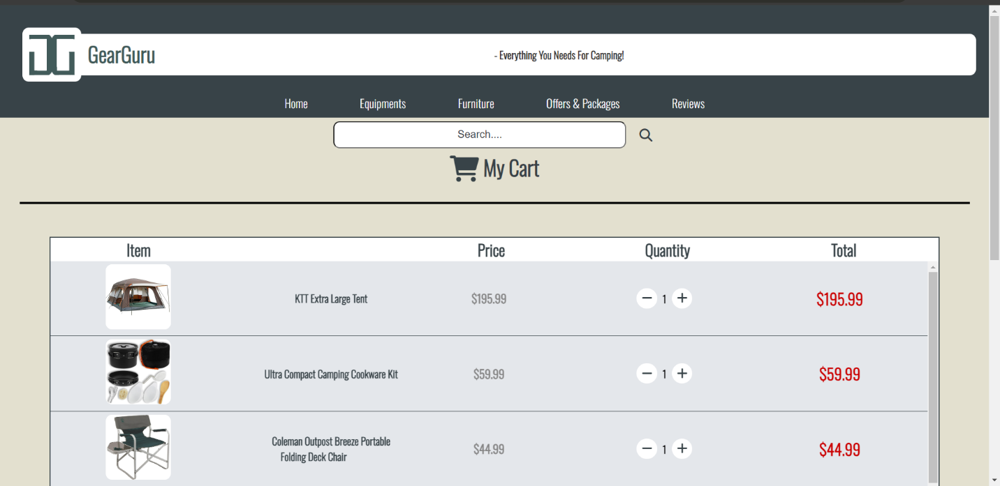 GearGuru
- Everything You Needs For Camping!
Home Equipments Furniture Offers & Packages Reviews
Search....
My Cart
Item Price Quantity Total
KTT Extra Large Tent $195.99 1 $195.99
Ultra Compact Camping Cookware Kit $59.99 1 $59.99
Coleman Outpost Breeze Portable
Folding Deck Chair $44.99 1 $44.99